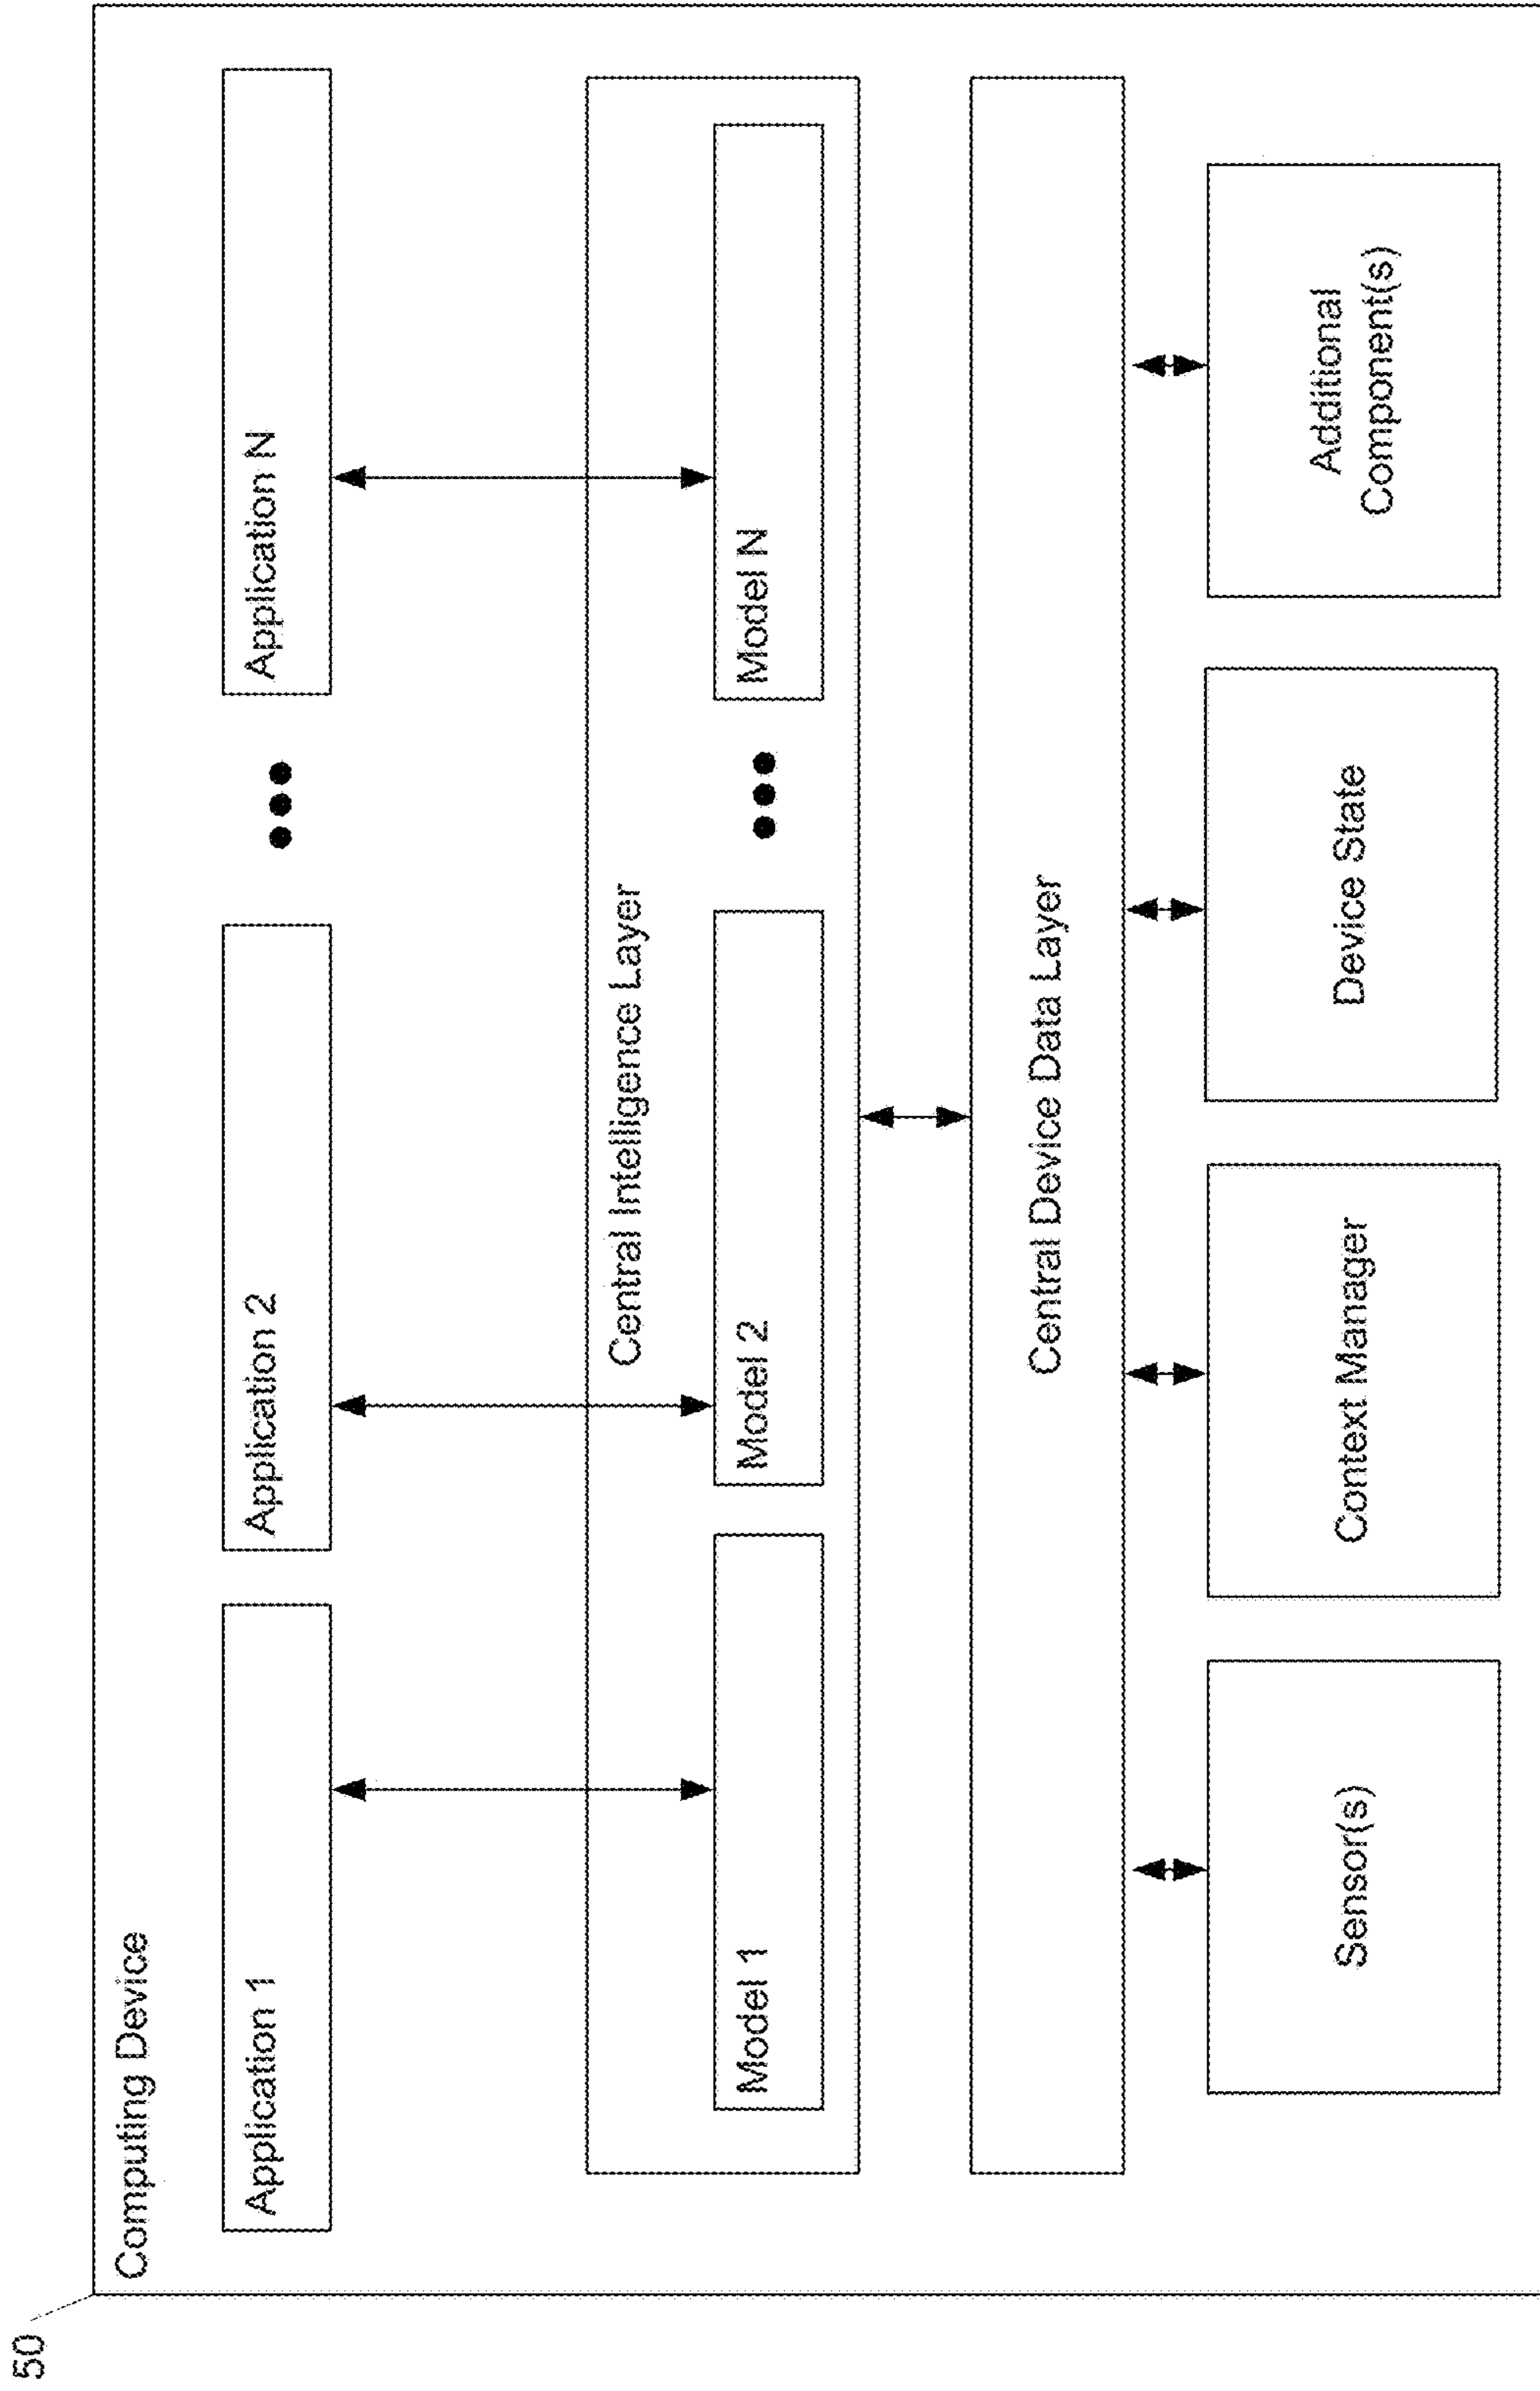 50
Computing Device
Application 1
Application 2
Application N
Central Intelligence Layer
Model 1
Model 2
Model N
Central Device Data Layer
Sensor(s)
Context Manager
Device State
Additional
Component(s)